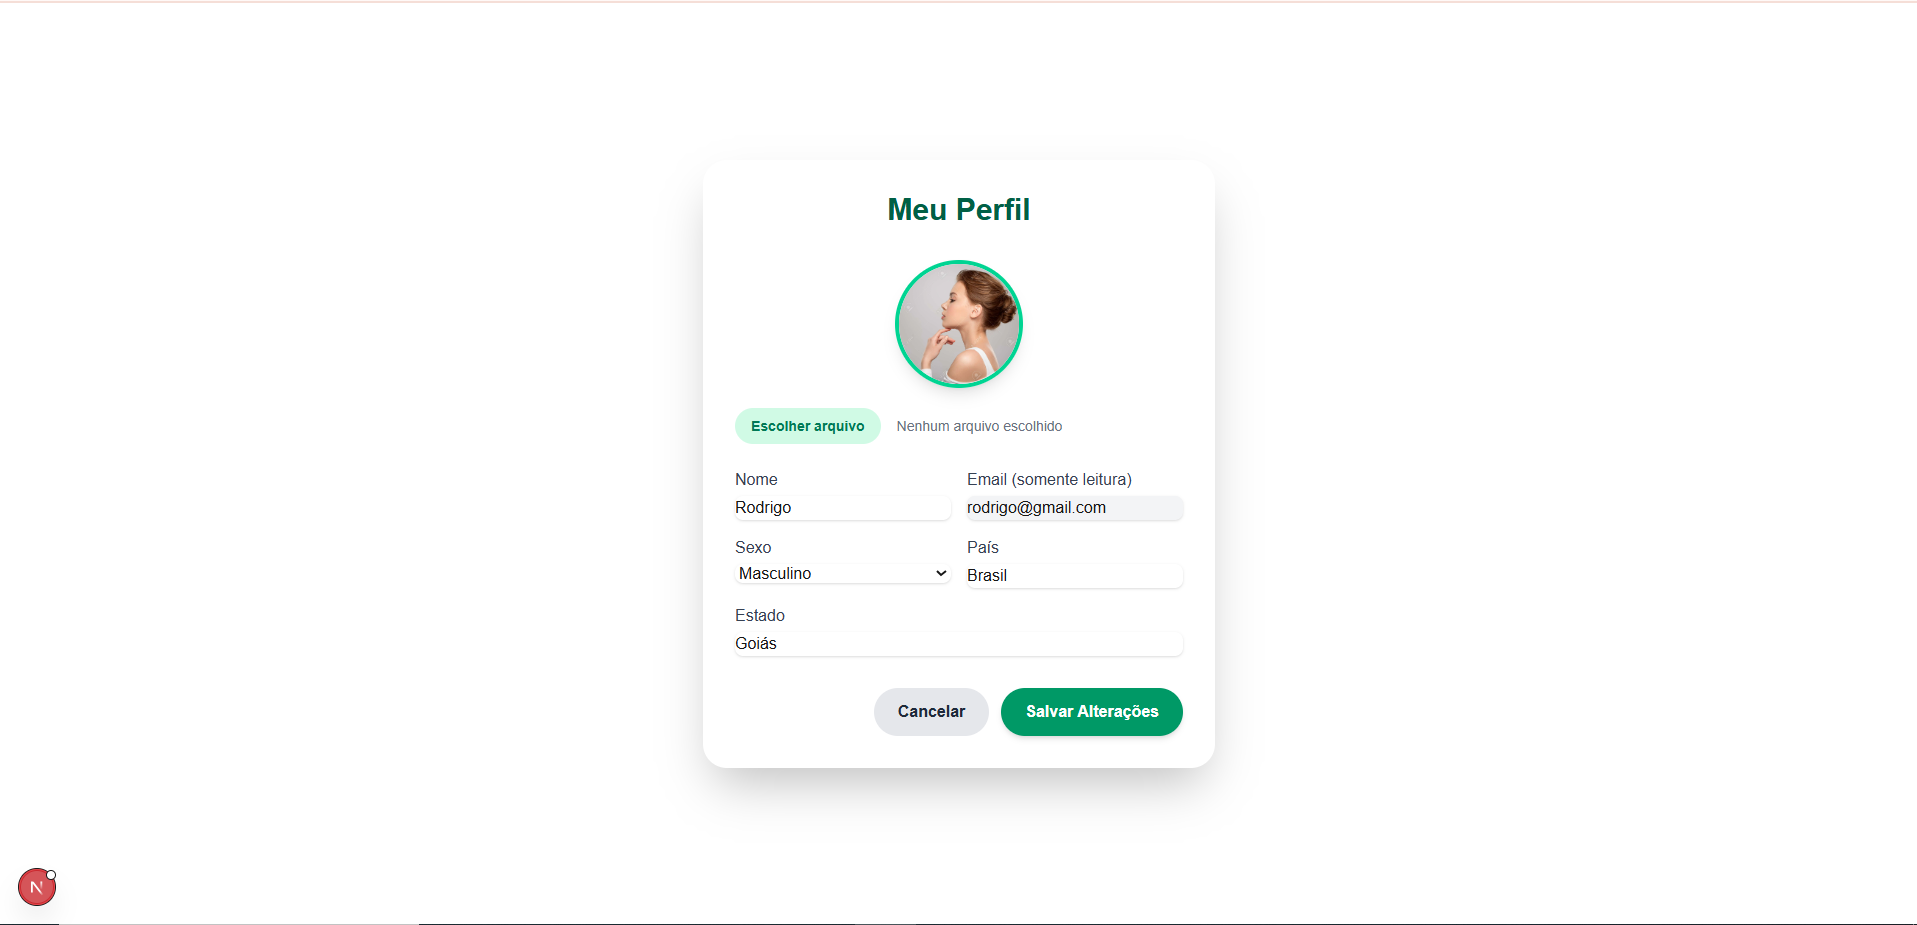 Meu Perfil
Escolher arquivo Nenhum arquivo escolhido
Nome Email (somente leitura)
Rodrigo rodrigo@gmail.com
Sexo País
Masculino Brasil
Estado
Goiás
Cancelar Salvar Alterações
N